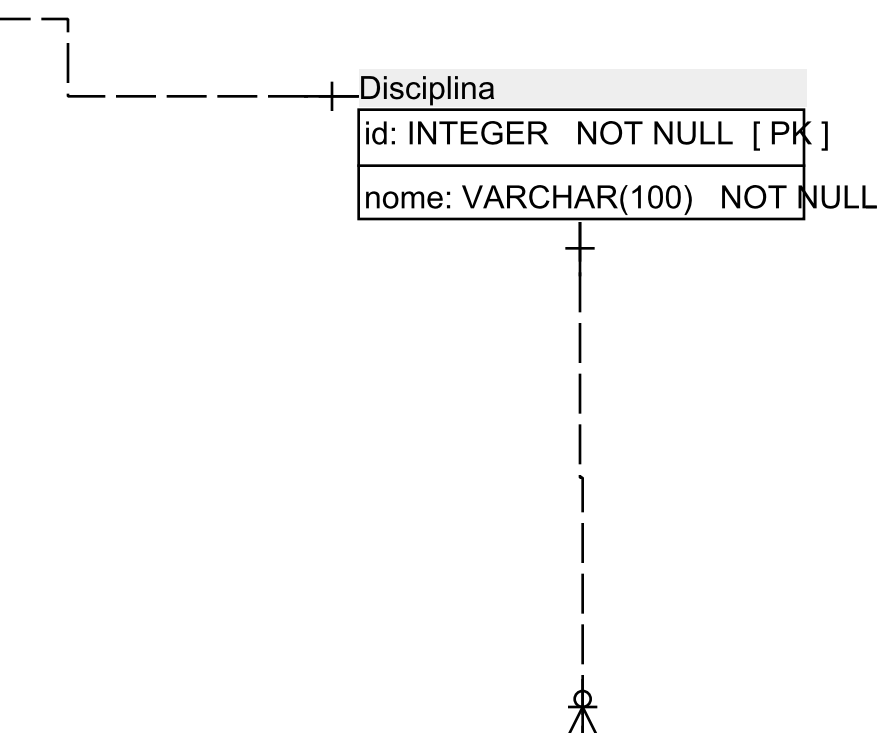 Disciplina
id: INTEGER NOT NULL [ PK ]
nome: VARCHAR(100) NOT NULL